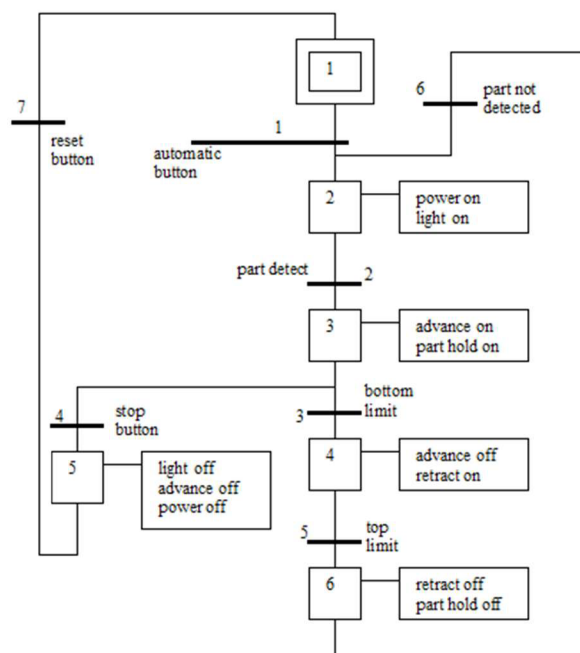 1
6
part not
detected
7
reset
button
1
automatic
button
2
power on
light on
part detect
2
3
advance on
part hold on
4
stop
button
3
bottom
limit
5
light off
advance off
power off
4
advance off
retract on
5
top
limit
6
retract off
part hold off